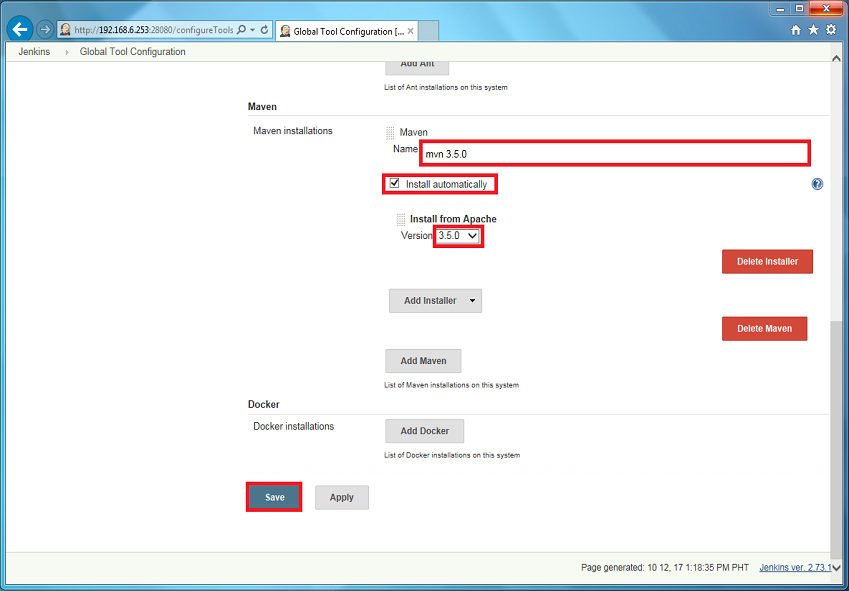 http://192.168.6.253:28080/configureTools
Global Tool Configuration [...
Jenkins
Global Tool Configuration
Add Ant
List of Ant installations on this system
Maven
Maven installations
Maven
Name
mvn 3.5.0
Install automatically
Install from Apache
Version
3.5.0
Delete Installer
Add Installer
Delete Maven
Add Maven
List of Maven installations on this system
Docker
Docker installations
Add Docker
List of Docker installations on this system
Save
Apply
Page generated: 10 12, 17 1:18:35 PM PHT
Jenkins ver. 2.73.1